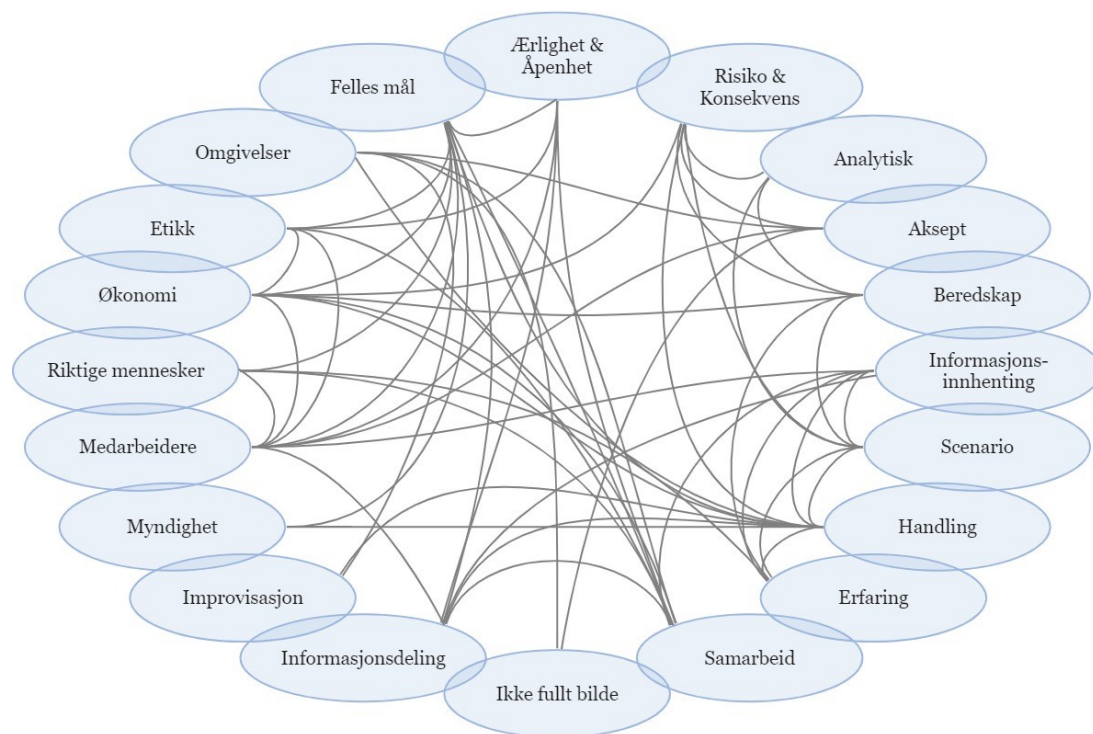 Ærlighet &
Åpenhet
Risiko &
Konsekvens
Felles mål
Analytisk
Omgivelser
Aksept
Etikk
Beredskap
Økonomi
Informasjons-
innhenting
Riktige mennesker
Scenario
Medarbeidere
Handling
Myndighet
Erfaring
Improvisasjon
Samarbeid
Informasjonsdeling
Ikke fullt bilde